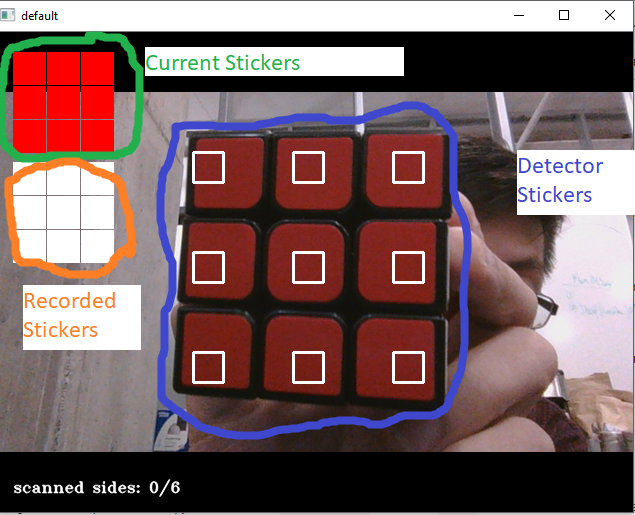 default
Current Stickers
Detector
Stickers
Recorded
Stickers
scanned sides: 0/6